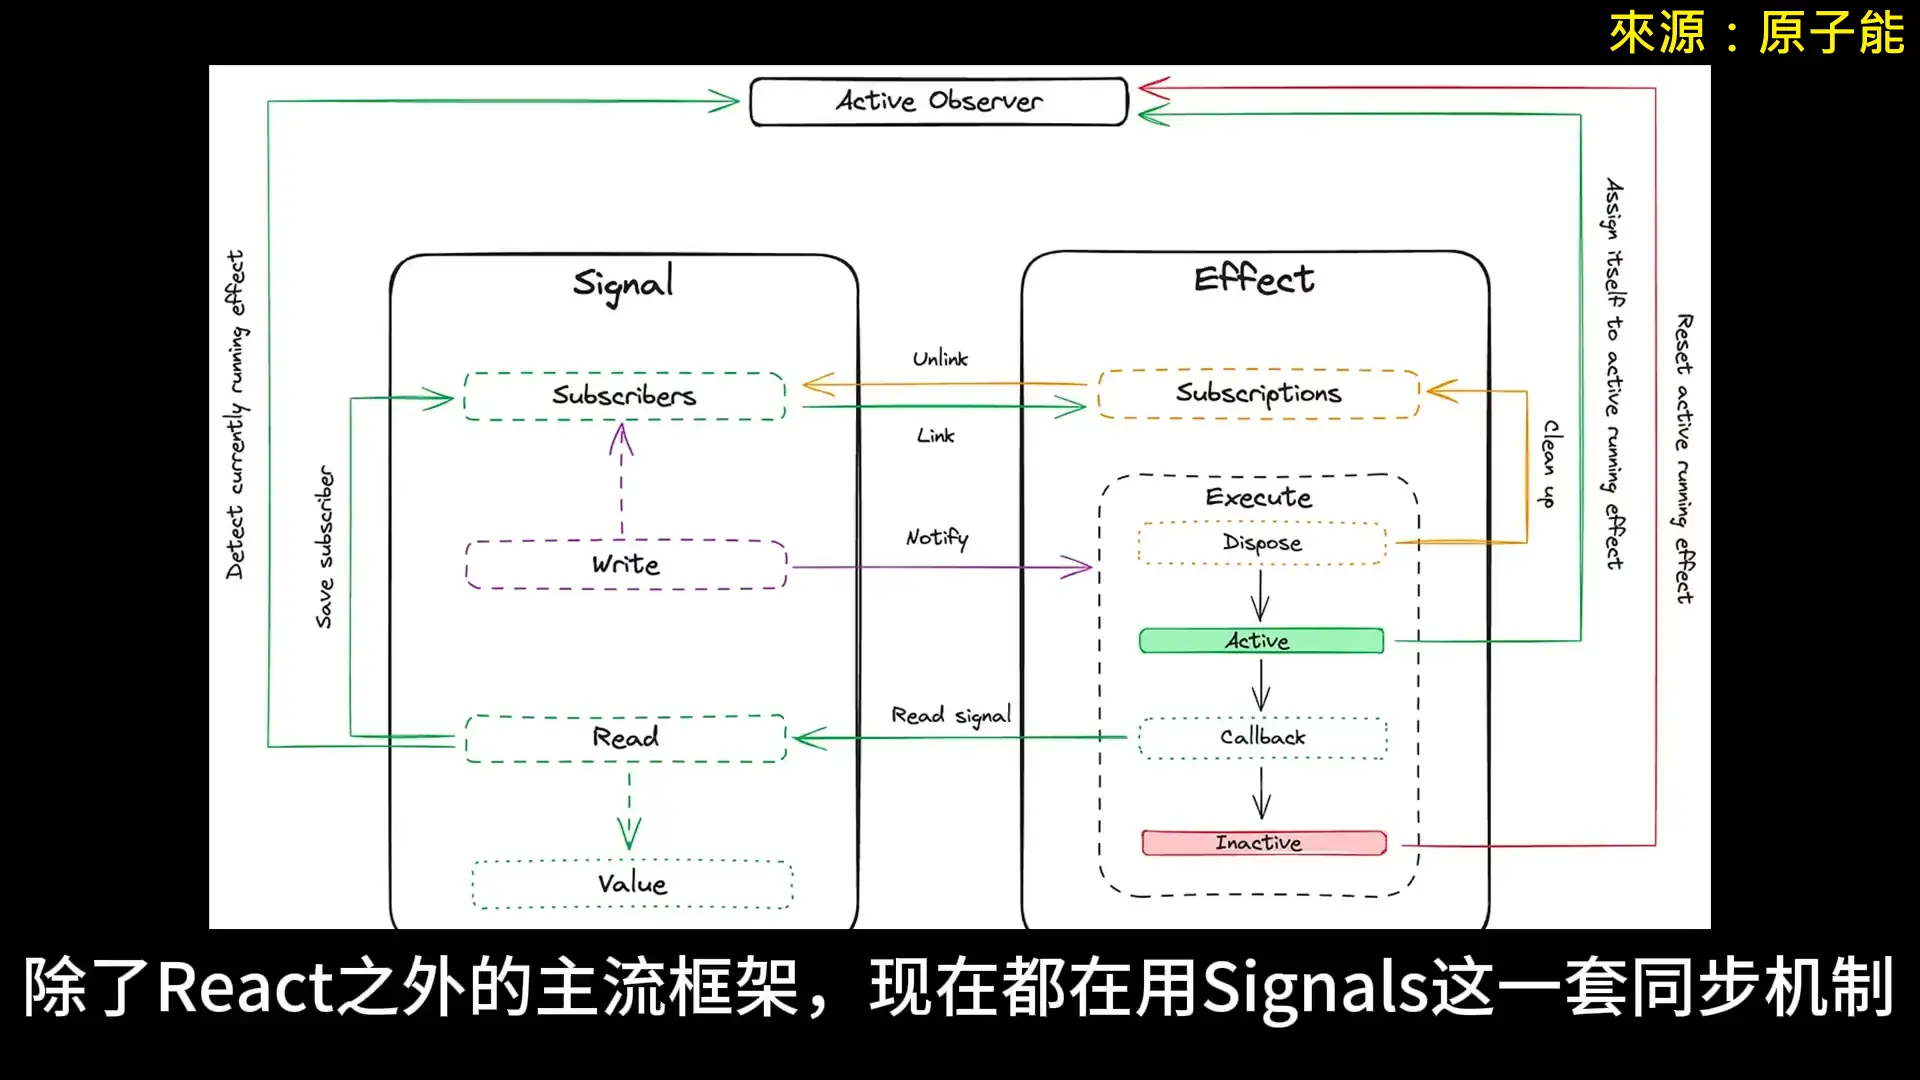 來源：原子能
Active Observer
Detect currently running effect
Save subscriber
Signal
Subscribers
Write
Read
Value
Unlink
Link
Notify
Read signal
Effect
Subscriptions
Execute
Dispose
Active
Callback
Inactive
Clean up
Assign itself to active running effect
Reset active running effect
除了React之外的主流框架，现在都在用Signals这一套同步机制